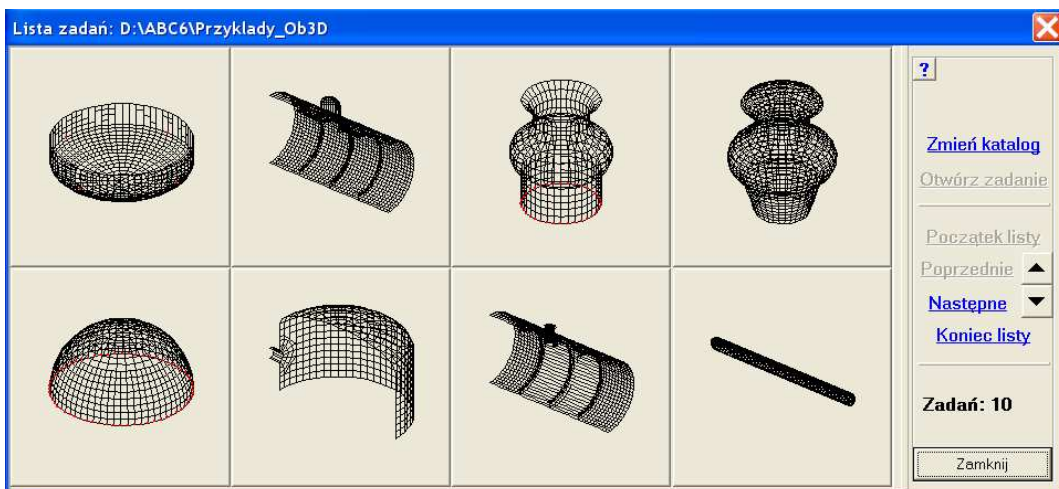 Lista zadań: D:\ABC6\Przyklady_Ob3D
?
Zmień katalog
Otwórz zadanie
Początek listy
Poprzednie
Następne
Koniec listy
Zadań: 10
Zamknij